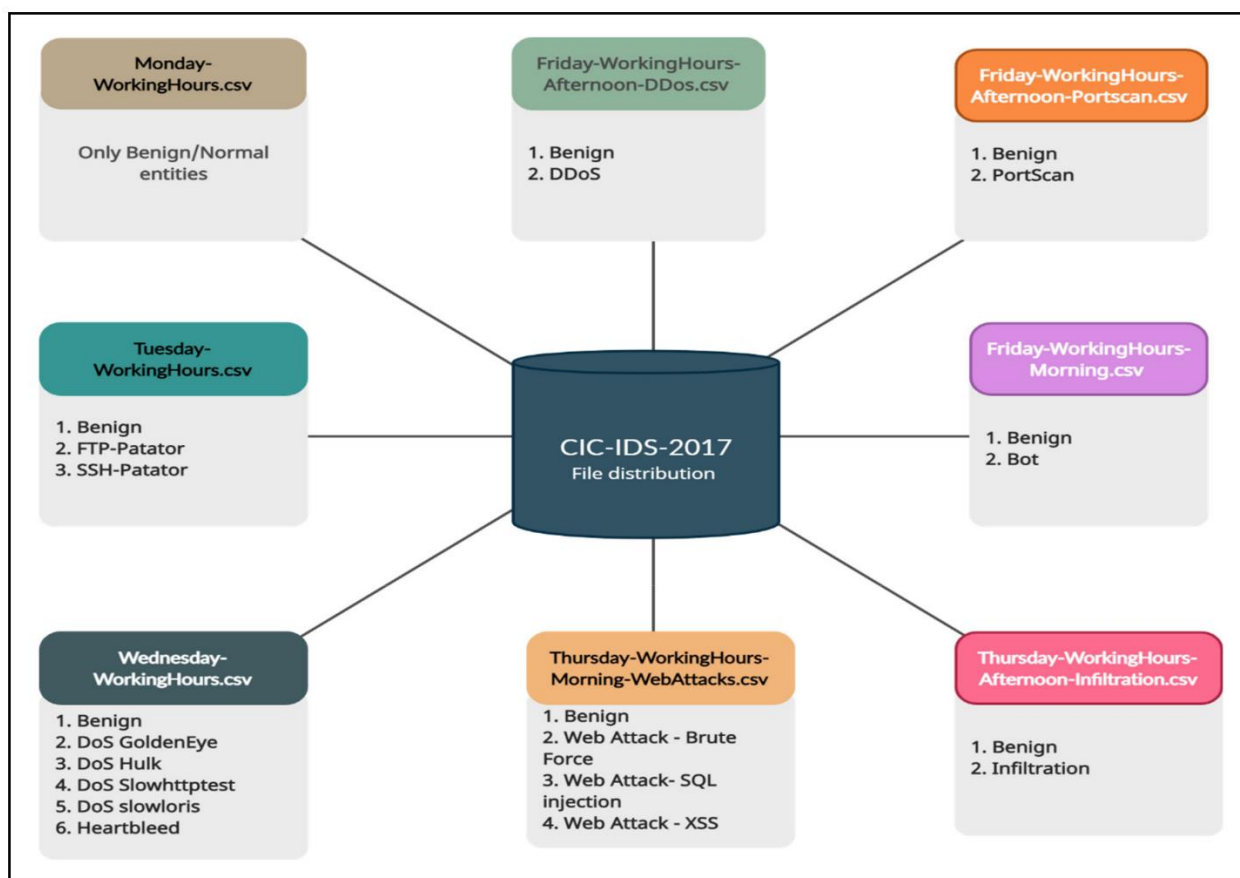 Monday-
WorkingHours.csv
Only Benign/Normal
entities
Friday-WorkingHours-
Afternoon-DDos.csv
1. Benign
2. DDoS
Friday-WorkingHours-
Afternoon-Portscan.csv
1. Benign
2. PortScan
Tuesday-
WorkingHours.csv
1. Benign
2. FTP-Patator
3. SSH-Patator
CIC-IDS-2017
File distribution
Friday-WorkingHours-
Morning.csv
1. Benign
2. Bot
Wednesday-
WorkingHours.csv
1. Benign
2. DoS GoldenEye
3. DoS Hulk
4. DoS Slowhttptest
5. DoS slowloris
6. Heartbleed
Thursday-WorkingHours-
Morning-WebAttacks.csv
1. Benign
2. Web Attack - Brute
Force
3. Web Attack- SQL
injection
4. Web Attack - XSS
Thursday-WorkingHours-
Afternoon-Infiltration.csv
1. Benign
2. Infiltration